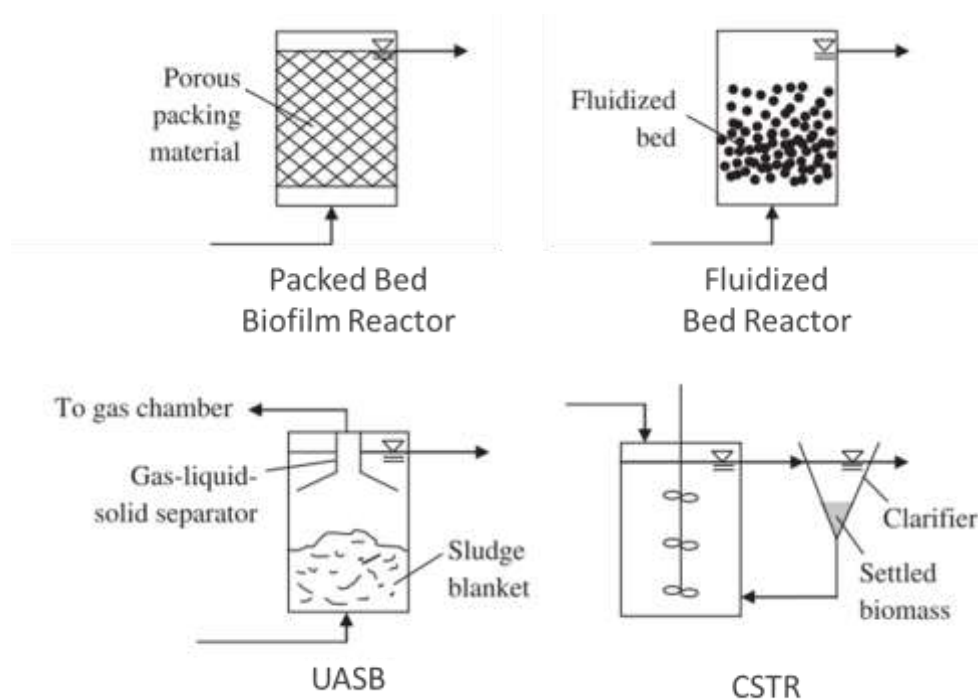 Porous
packing
material
Fluidized
bed
Packed Bed
Biofilm Reactor
Fluidized
Bed Reactor
To gas chamber
Gas-liquid-
solid separator
Sludge
blanket
UASB
Clarifier
Settled
biomass
CSTR